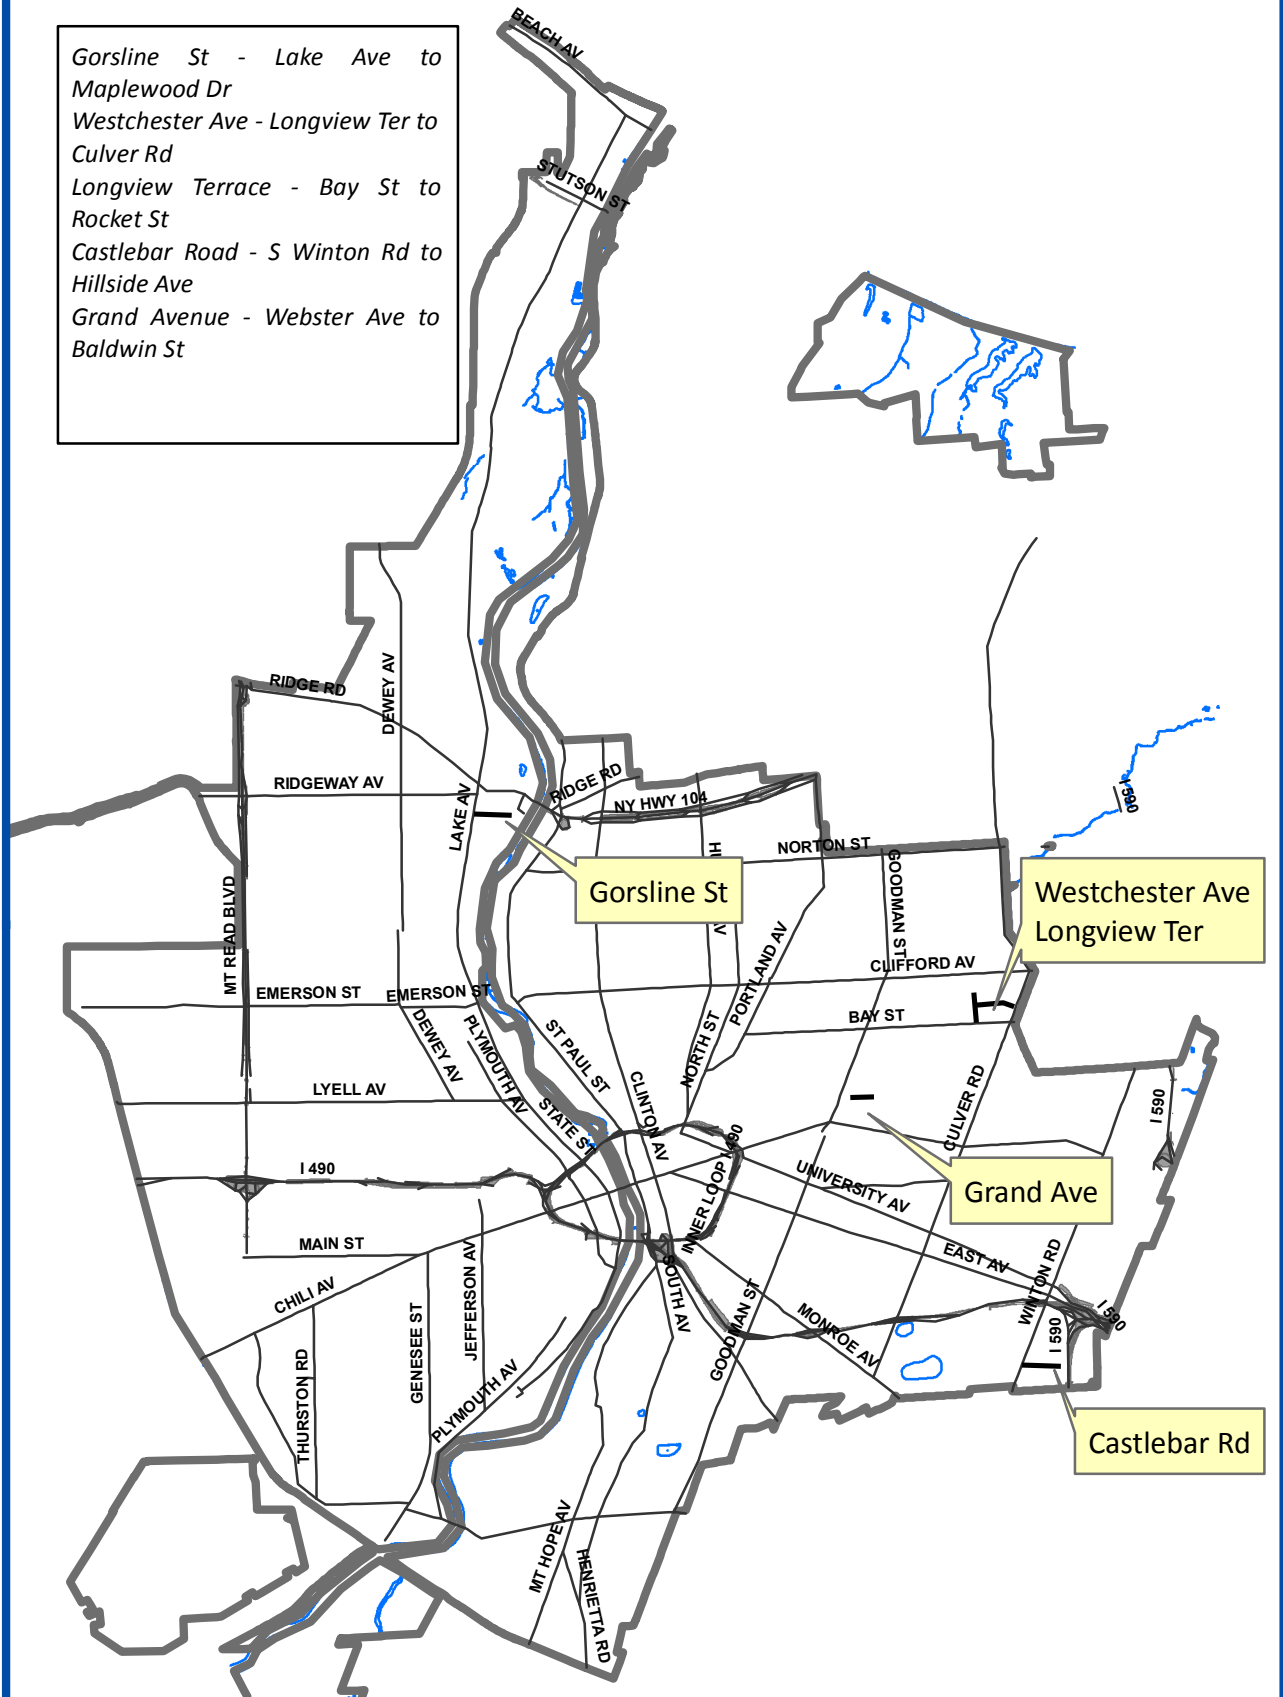 Gorsline St - Lake Ave to
Maplewood Dr
Westchester Ave - Longview Ter to
Culver Rd
Longview Terrace - Bay St to
Rocket St
Castlebar Road - S Winton Rd to
Hillside Ave
Grand Avenue - Webster Ave to
Baldwin St
BEACH AV
STUTSON ST
RIDGE RD
DEWEY AV
RIDGEWAY AV
LAKE AV
RIDGE RD
NY HWY 104
I 590
NORTON ST
GOODMAN ST
Gorsline St
Westchester Ave
Longview Ter
MT READ BLVD
PORTLAND AV
CLIFFORD AV
EMERSON ST
EMERSON ST
BAY ST
DEWEY AV
PLYMOUTH AV
ST PAUL ST
NORTH ST
LYELL AV
STATE ST
CLINTON AV
CULVER RD
I 590
I 490
I 490
UNIVERSITY AV
Grand Ave
INNER LOOP
MAIN ST
JEFFERSON AV
EAST AV
WINTON RD
CHILI AV
SOUTH AV
GENESEE ST
GOODMAN ST
MONROE AV
I 590
I 590
THURSTON RD
PLYMOUTH AV
Castlebar Rd
MT HOPE AV
HENRIETTA RD